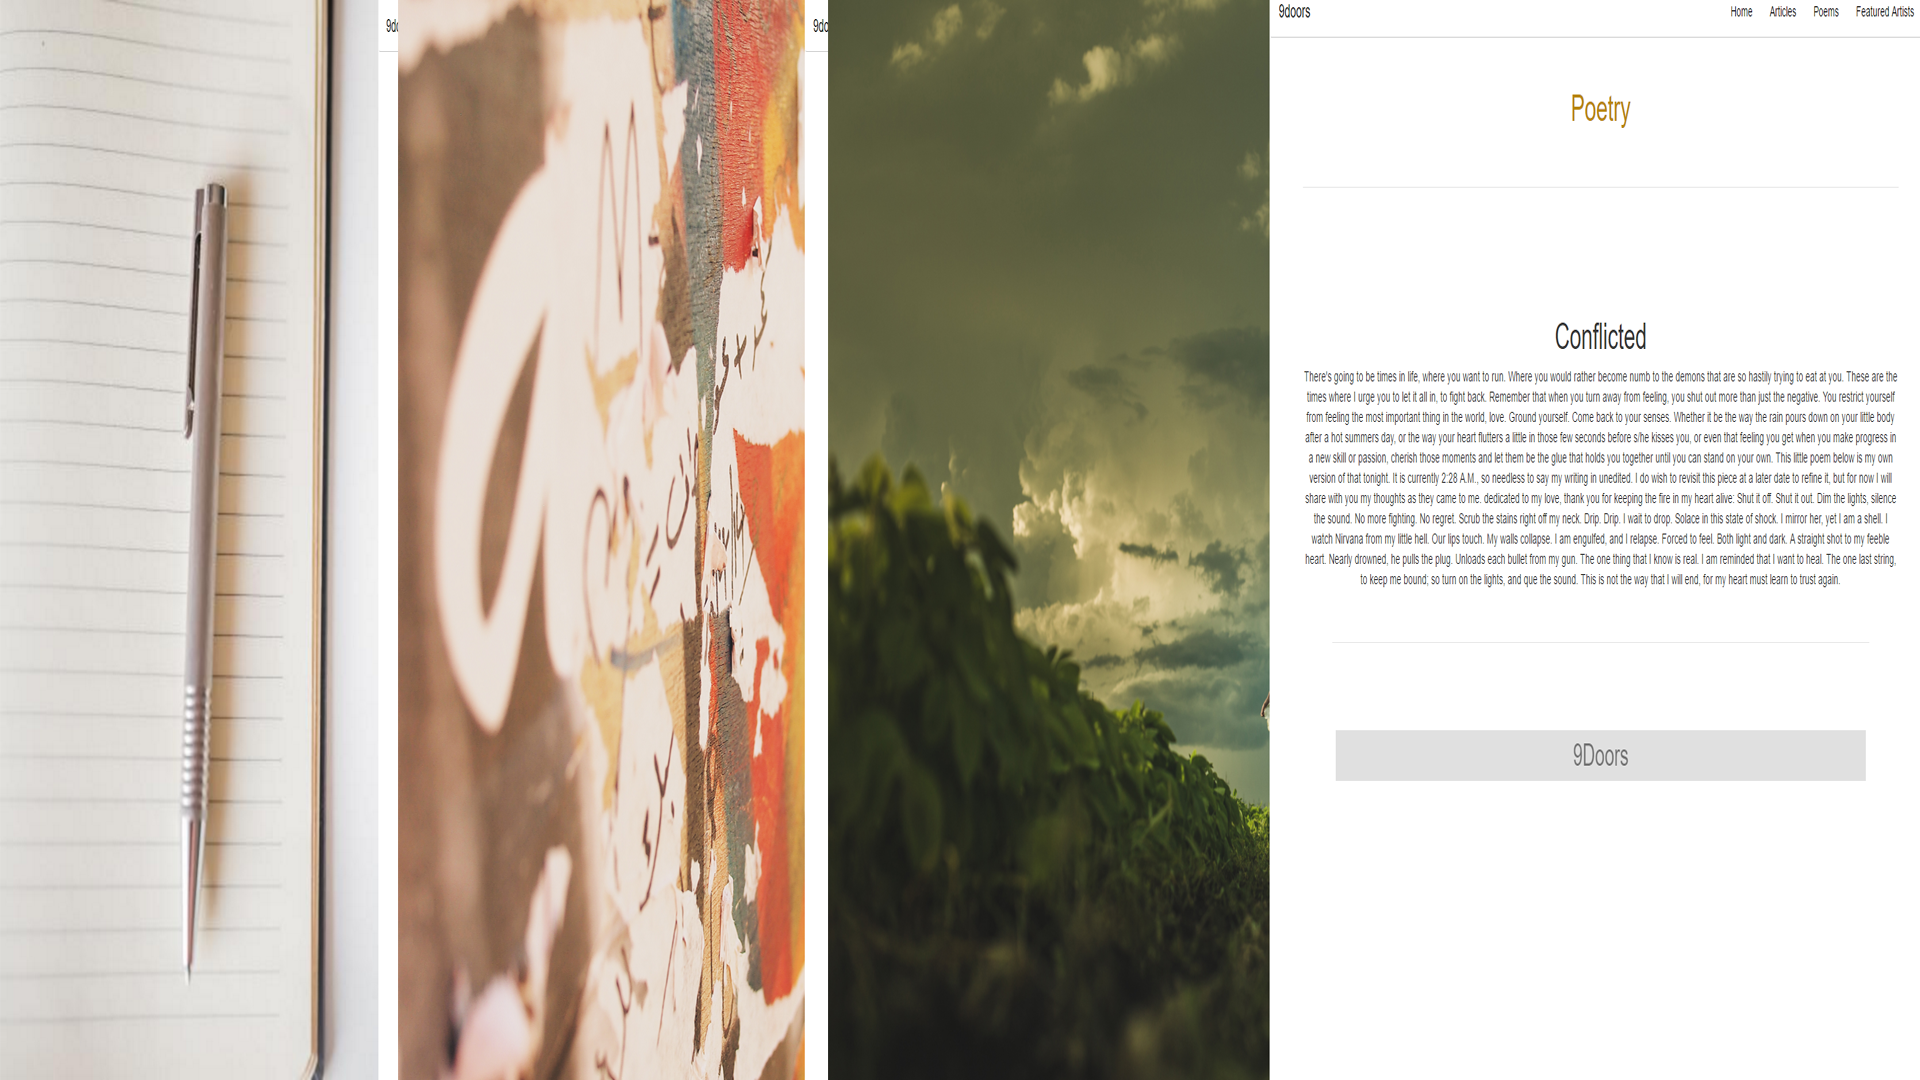 9do
9do
9doors
Home Articles Poems Featured Artists
Poetry
Conflicted
There's going to be times in life, where you want to run. Where you would rather become numb to the demons that are so hastily trying to eat at you. These are the
times where I urge you to let it all in, to fight back. Remember that when you turn away from feeling, you shut out more than just the negative. You restrict yourself
from feeling the most important thing in the world, love. Ground yourself. Come back to your senses. Whether it be the way the rain pours down on your little body
after a hot summers day, or the way your heart flutters a little in those few seconds before s/he kisses you, or even that feeling you get when you make progress in
a new skill or passion, cherish those moments and let them be the glue that holds you together until you can stand on your own. This little poem below is my own
version of that tonight. It is currently 2:28 A.M., so needless to say my writing in unedited. I do wish to revisit this piece at a later date to refine it, but for now I will
share with you my thoughts as they came to me. dedicated to my love, thank you for keeping the fire in my heart alive: Shut it off. Shut it out. Dim the lights, silence
the sound. No more fighting. No regret. Scrub the stains right off my neck. Drip. Drip. I wait to drop. Solace in this state of shock. I mirror her, yet I am a shell. I
watch Nirvana from my little hell. Our lips touch. My walls collapse. I am engulfed, and I relapse. Forced to feel. Both light and dark. A straight shot to my feeble
heart. Nearly drowned, he pulls the plug. Unloads each bullet from my gun. The one thing that I know is real. I am reminded that I want to heal. The one last string,
to keep me bound; so turn on the lights, and que the sound. This is not the way that I will end, for my heart must learn to trust again.
9Doors